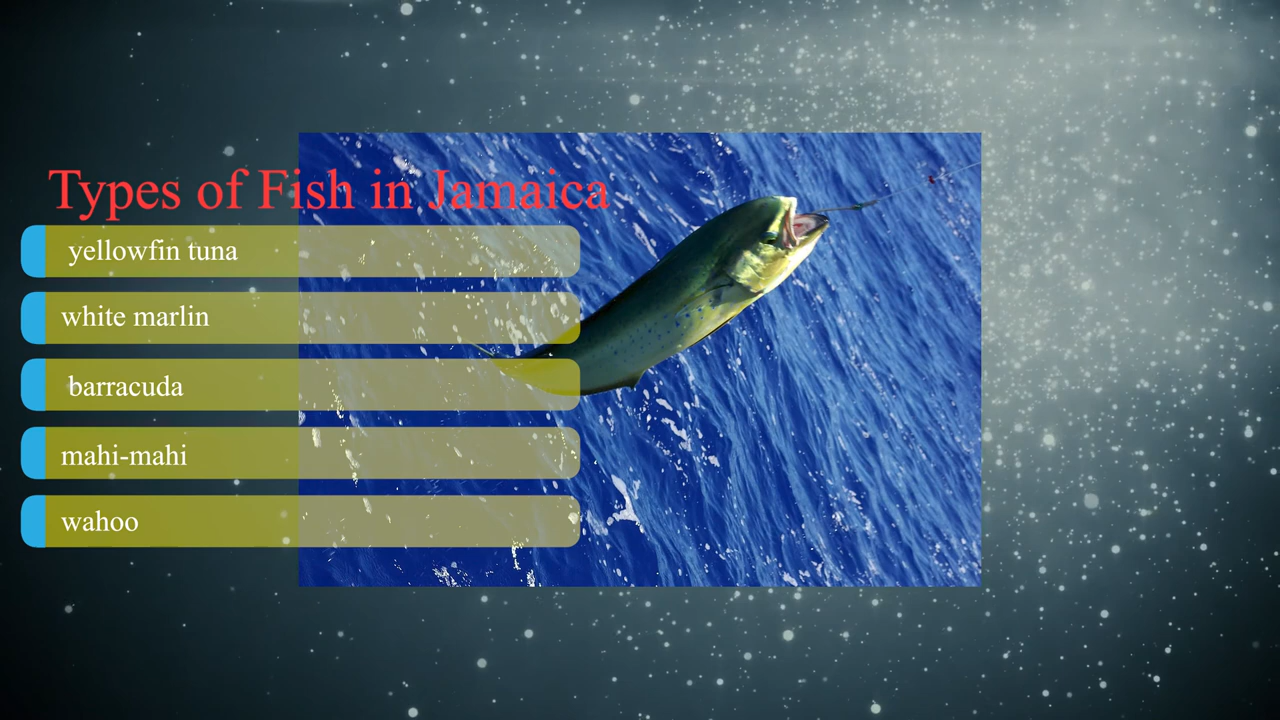 Types of Fish in Jamaica
yellowfin tuna
white marlin
barracuda
mahi-mahi
wahoo